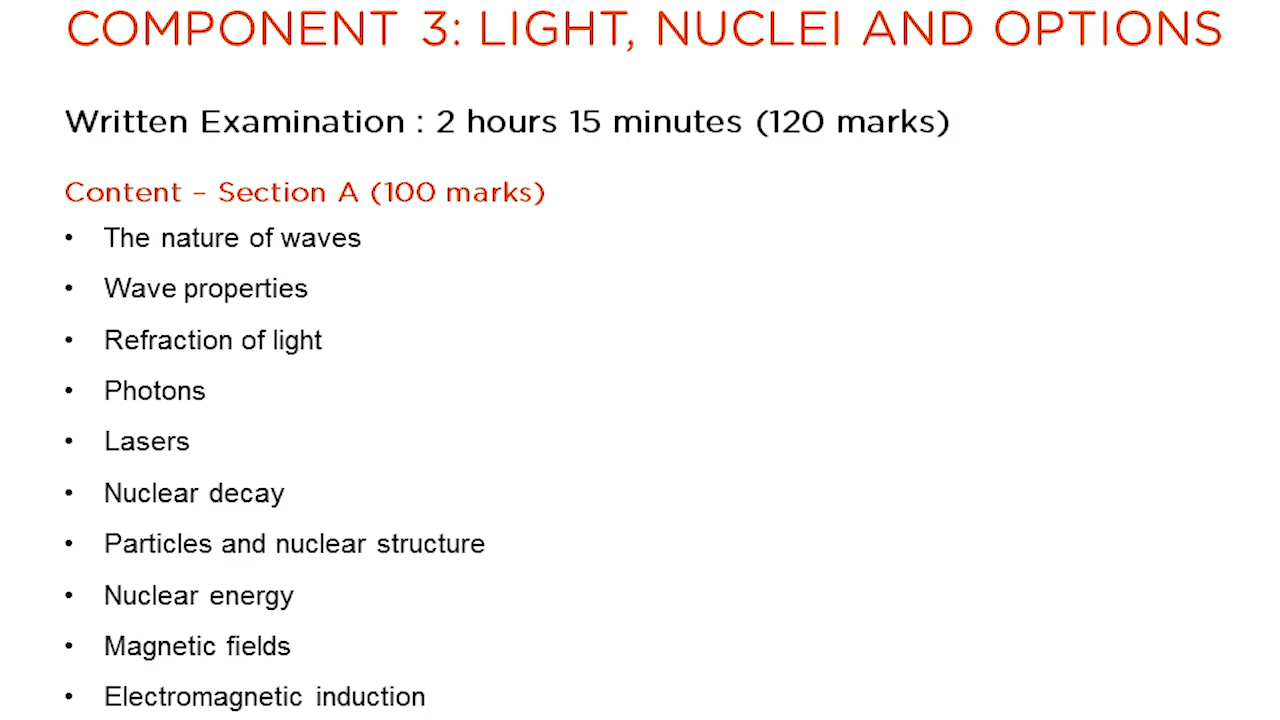 COMPONENT 3: LIGHT, NUCLEI AND OPTIONS
Written Examination : 2 hours 15 minutes (120 marks)
Content – Section A (100 marks)
• The nature of waves
• Wave properties
• Refraction of light
• Photons
• Lasers
• Nuclear decay
• Particles and nuclear structure
• Nuclear energy
• Magnetic fields
• Electromagnetic induction